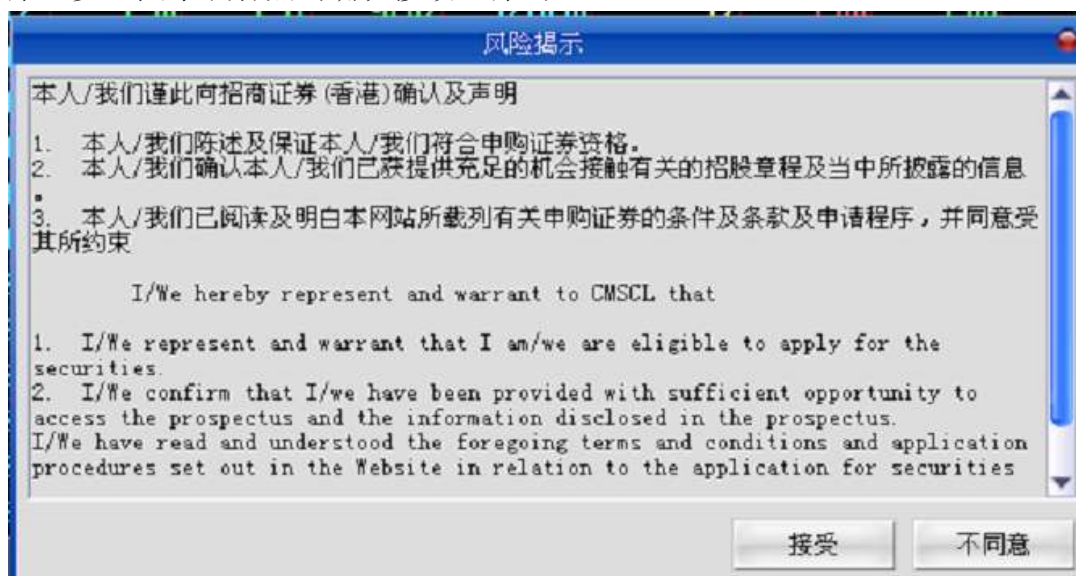 风险揭示
本人/我们谨此向招商证券(香港)确认及声明
1. 本人/我们陈述及保证本人/我们符合申购证券资格。
2. 本人/我们确认本人/我们已获提供充足的机会接触有关的招股章程及当中所披露的信息
。
3. 本人/我们已阅读及明白本网站所载列有关申购证券的条件及条款及申请程序，并同意受
其所约束
I/We hereby represent and warrant to CMSCL that
1. I/We represent and warrant that I am/we are eligible to apply for the
securities.
2. I/We confirm that I/we have been provided with sufficient opportunity to
access the prospectus and the information disclosed in the prospectus.
I/We have read and understood the foregoing terms and conditions and application
procedures set out in the Website in relation to the application for securities
接受
不同意